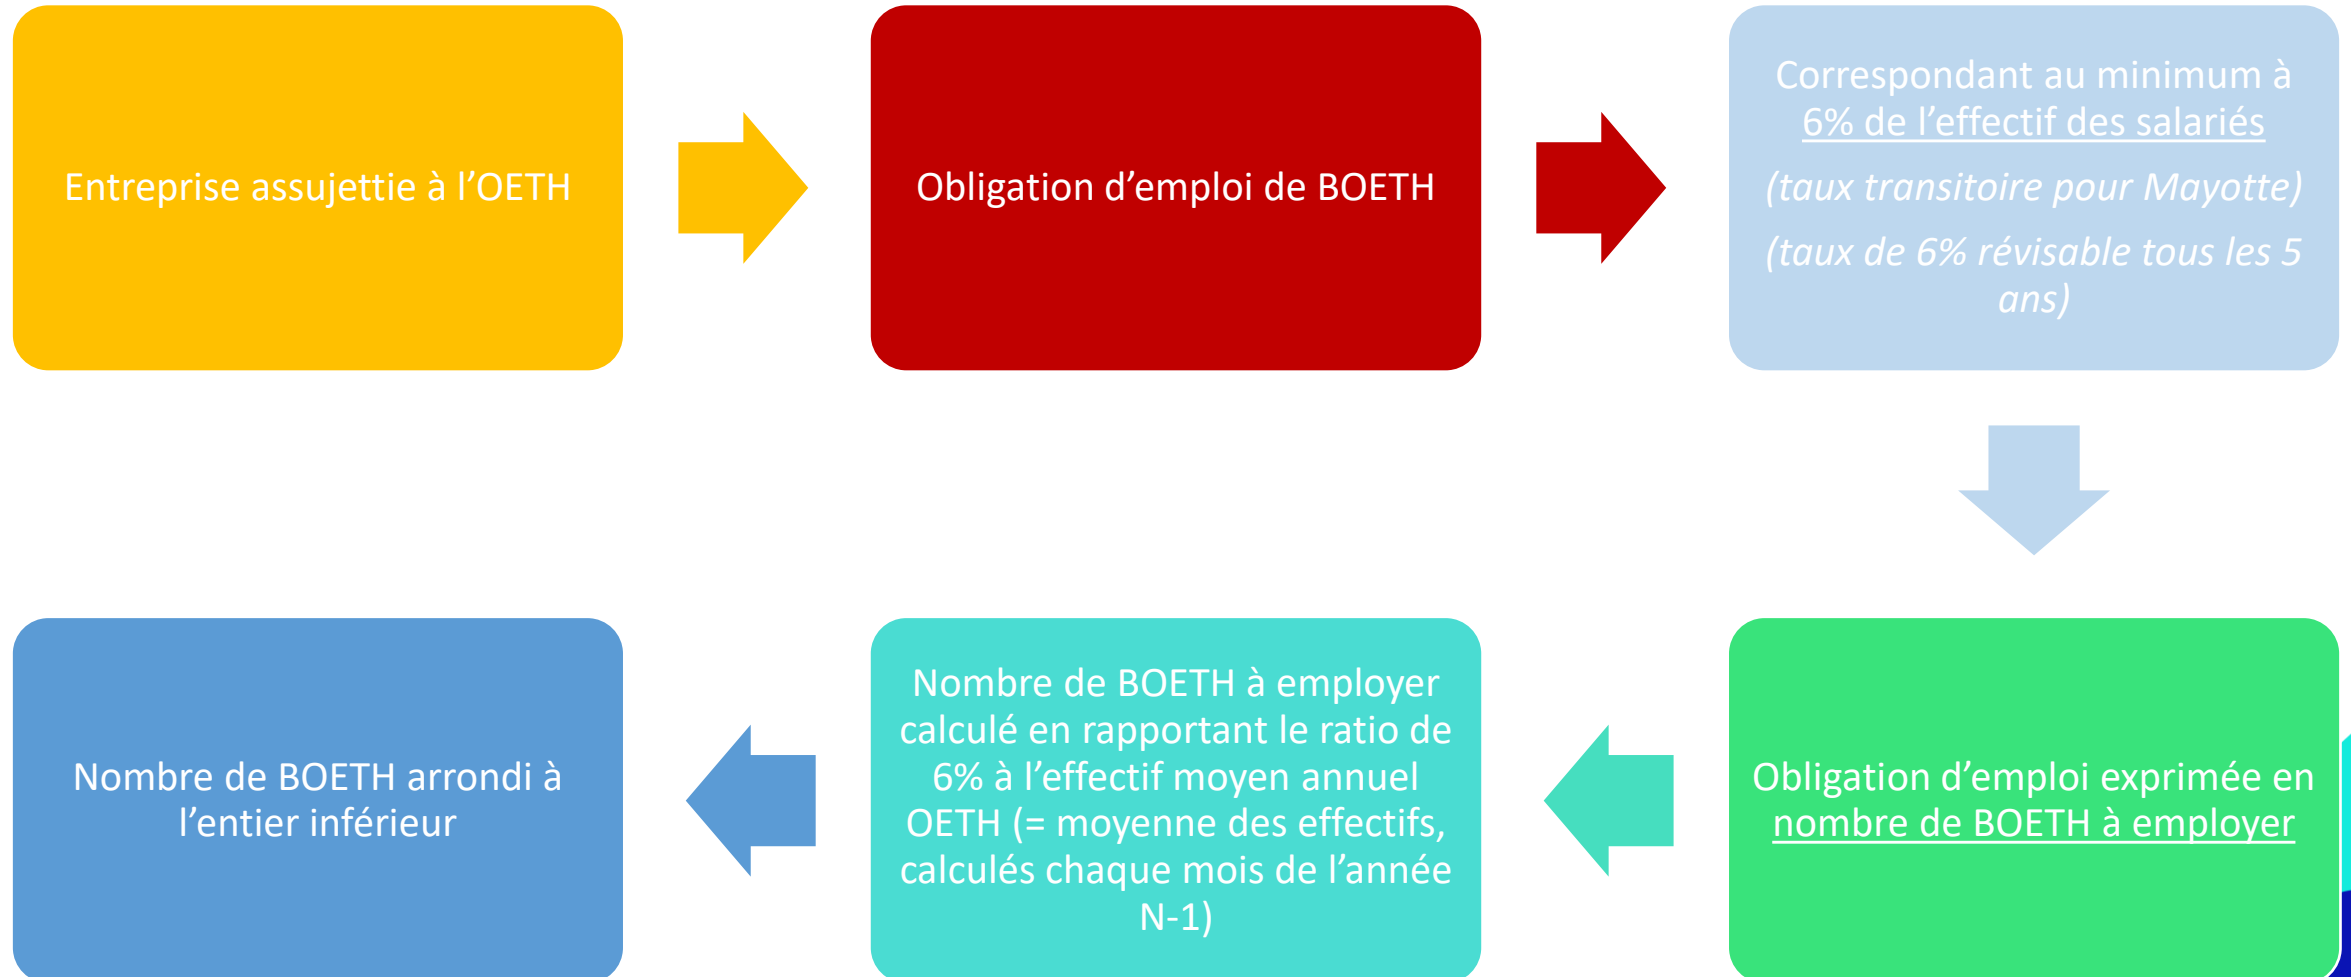 Entreprise assujettie à l’OETH
Obligation d’emploi de BOETH
Correspondant au minimum à
6% de l’effectif des salariés
(taux transitoire pour Mayotte)
(taux de 6% révisable tous les 5
ans)
Obligation d’emploi exprimée en
nombre de BOETH à employer
Nombre de BOETH à employer
calculé en rapportant le ratio de
6% à l’effectif moyen annuel
OETH (= moyenne des effectifs,
calculés chaque mois de l’année
N-1)
Nombre de BOETH arrondi à
l’entier inférieur